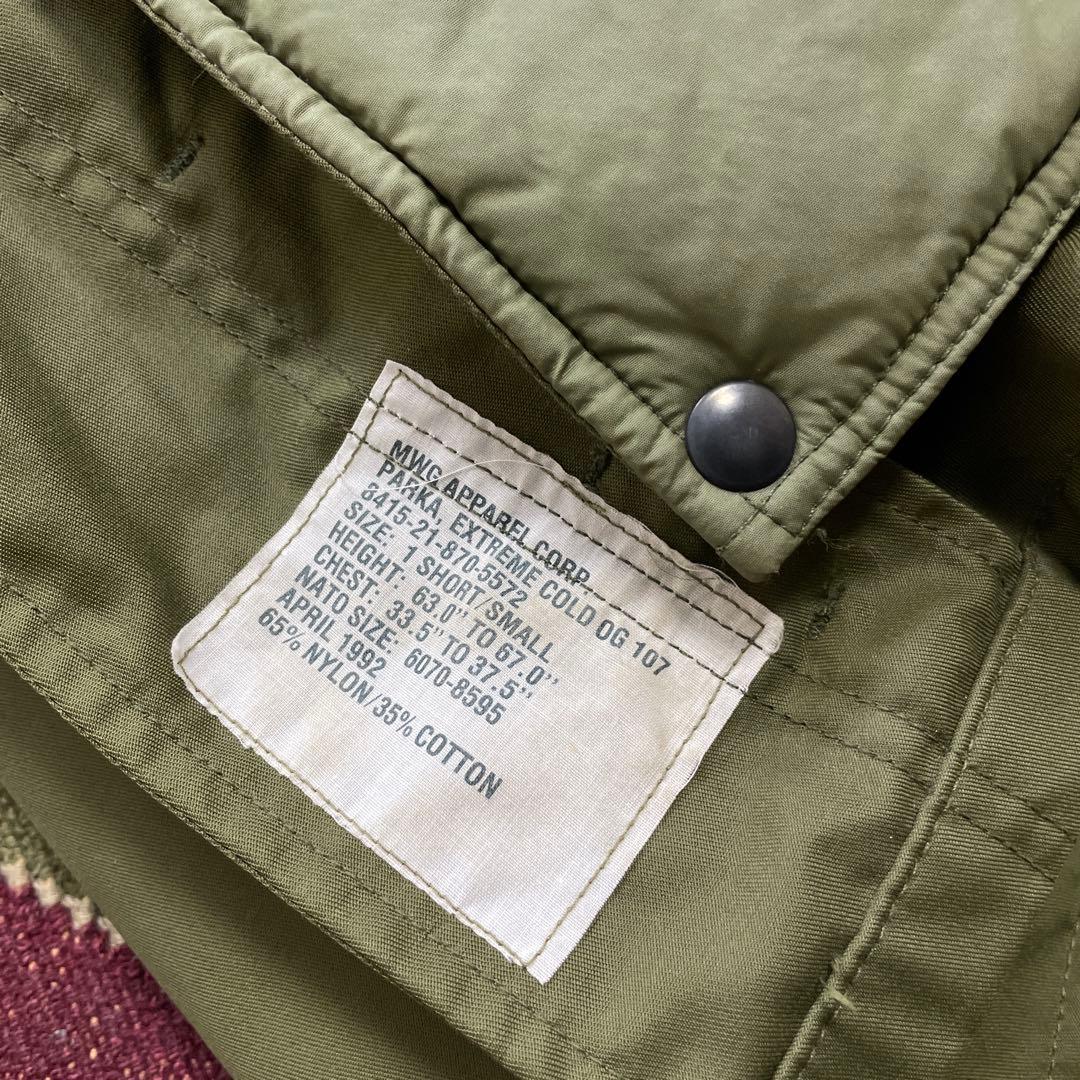 MWG APPAREL CORP.
PARKA, EXTREME COLD OG 107
8415-21-870-5572
SIZE: 1 SHORT/SMALL
HEIGHT: 63.0" TO 67.0"
CHEST: 33.5" TO 37.5"
NATO SIZE: 6070-8595
APRIL 1992
65% NYLON/35% COTTON